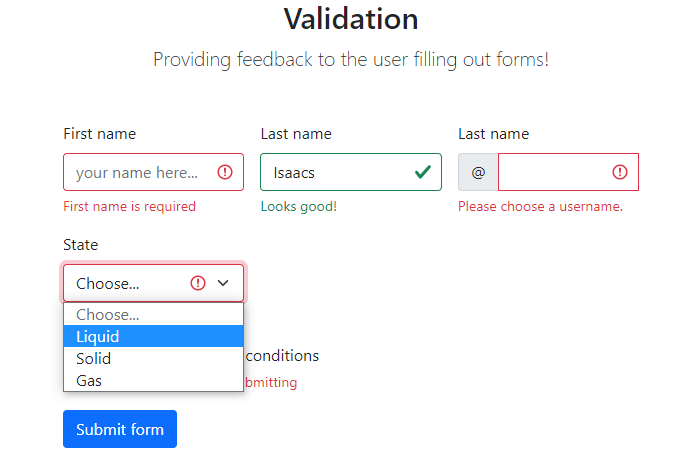 Validation
Providing feedback to the user filling out forms!
First name Last name Last name
your name here... Isaacs @
First name is required Looks good! Please choose a username.
State
Choose...
Choose...
Liquid
Solid
conditions
Gas
Submit form